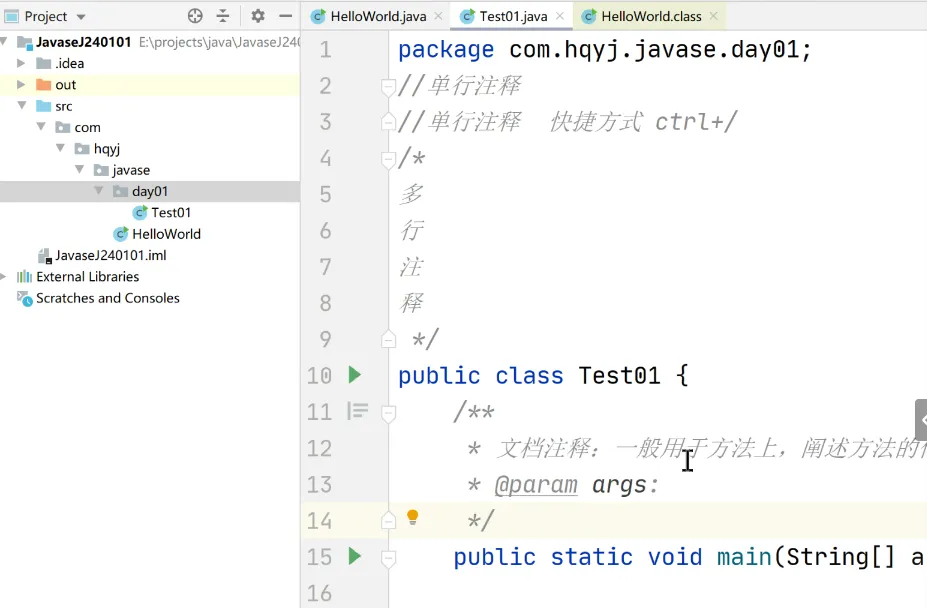 Project
HelloWorld.java
Test01.java
HelloWorld.class
JavaseJ240101 E:\projects\java\JavaseJ240
.idea
out
src
com
hqyj
javase
day01
Test01
HelloWorld
JavaseJ240101.iml
External Libraries
Scratches and Consoles
1 package com.hqyj.javase.day01;
2 //单行注释
3 //单行注释 快捷方式 ctrl+/
4 /*
5 多
6 行
7 注
8 释
9 */
10 public class Test01 {
11 /**
12 * 文档注释：一般用于方法上，阐述方法的
13 * @param args:
14 */
15 public static void main(String[] a
16